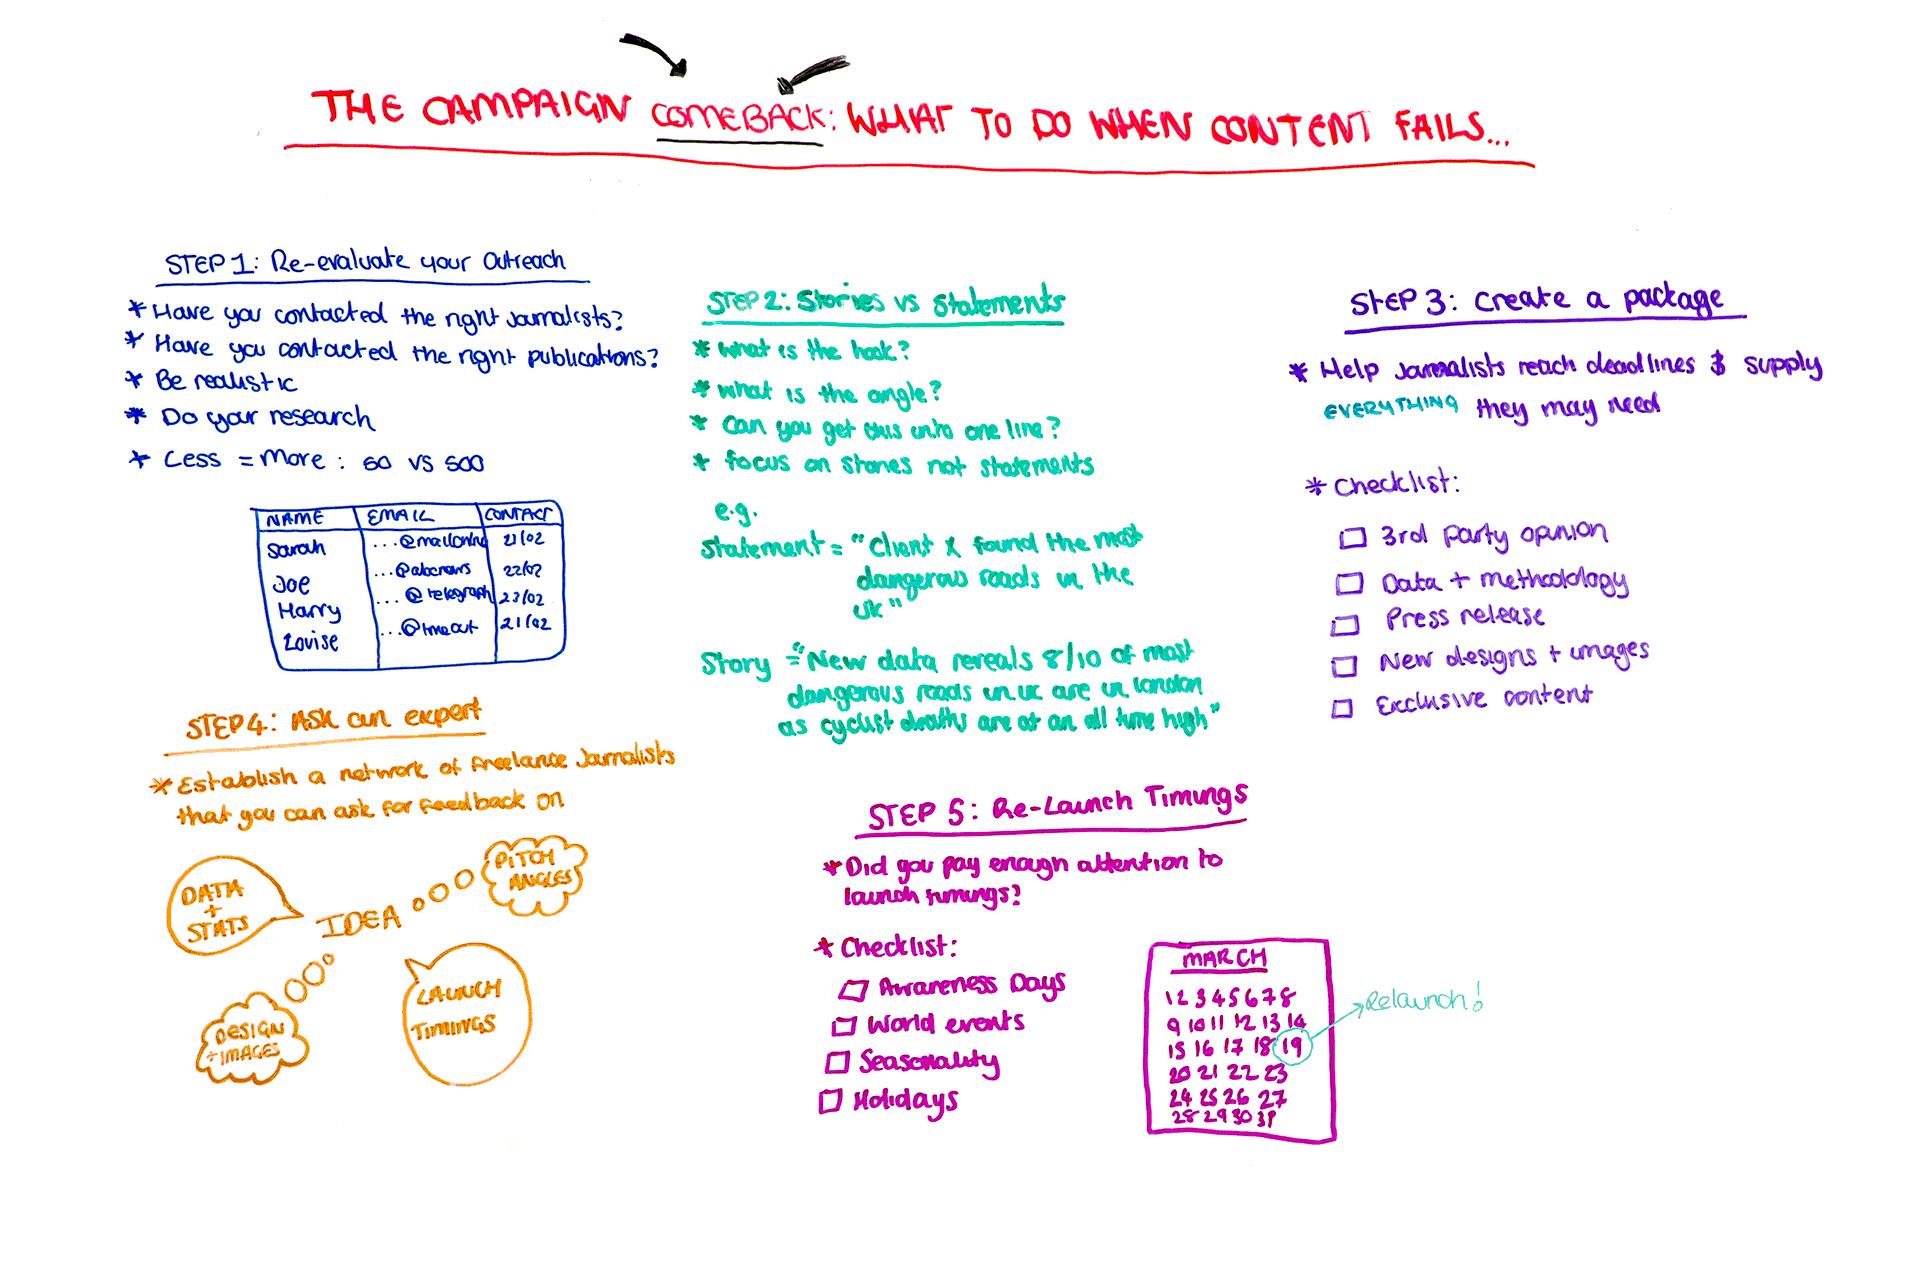 THE CAMPAIGN COMEBACK: WHAT TO DO WHEN CONTENT FAILS...
STEP 1: Re-evaluate your Outreach
* Have you contacted the right Journalists?
* Have you contacted the right publications?
* Be realistic
* Do your research
* Less = More : 50 vs 500
NAME EMAIL CONTACT
Sarah ...@mailonline 21/02
Joe ...@abcnews 22/02
Harry ...@telegraph 23/02
Louise ...@timeout 21/02
STEP 2: Stories vs Statements
* What is the hook?
* What is the angle?
* Can you get this into one line?
* focus on stories not statements
e.g.
Statement = "Client X found the most
dangerous roads in the
UK"
Story = "New data reveals 8/10 of most
dangerous roads in UK are in London
as cyclist deaths are at an all time high"
STEP 3: Create a package
* Help Journalists reach deadlines & supply
EVERYTHING they may need
* Checklist:
3rd party opinion
Data + methodology
Press release
New designs + images
Exclusive content
STEP 4: ASK an expert
* Establish a network of freelance Journalists
that you can ask for feedback on
DATA
+
STATS
IDEA
PITCH
ANGLES
DESIGN
+ IMAGES
LAUNCH
TIMINGS
STEP 5: Re-Launch Timings
* Did you pay enough attention to
launch timings?
* Checklist:
Awareness Days
World events
Seasonality
Holidays
MARCH
1 2 3 4 5 6 7 8
9 10 11 12 13 14
15 16 17 18 19
20 21 22 23
24 25 26 27
28 29 30 31
Relaunch!